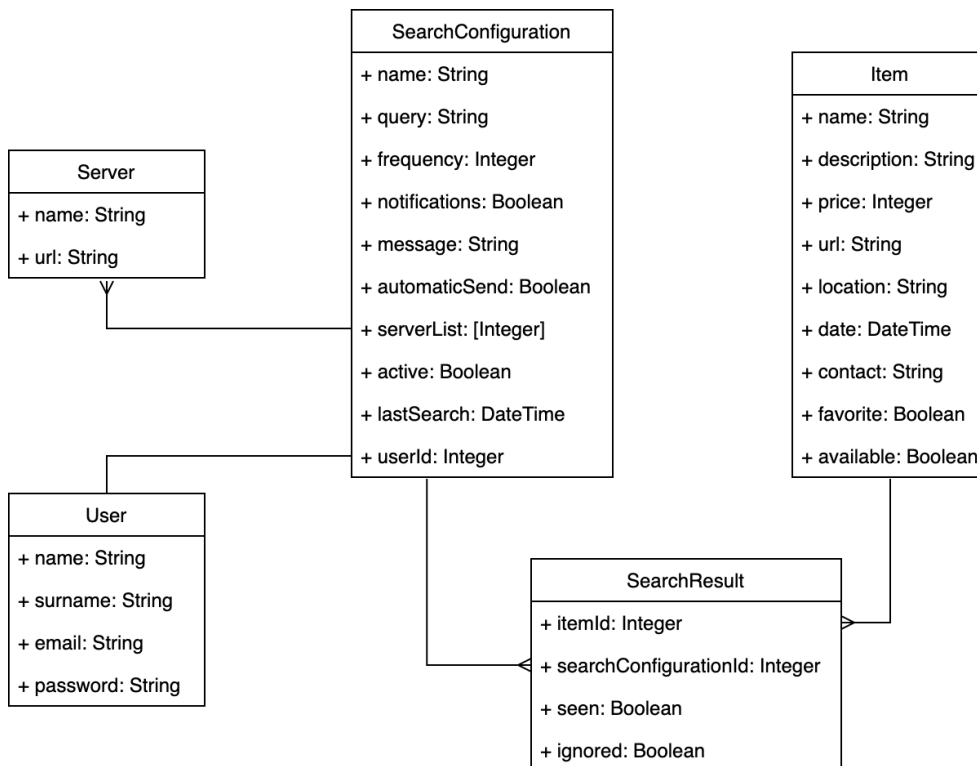 SearchConfiguration
+ name: String
+ query: String
+ frequency: Integer
+ notifications: Boolean
+ message: String
+ automaticSend: Boolean
+ serverList: [Integer]
+ active: Boolean
+ lastSearch: DateTime
+ userId: Integer
Item
+ name: String
+ description: String
+ price: Integer
+ url: String
+ location: String
+ date: DateTime
+ contact: String
+ favorite: Boolean
+ available: Boolean
Server
+ name: String
+ url: String
User
+ name: String
+ surname: String
+ email: String
+ password: String
SearchResult
+ itemId: Integer
+ searchConfigurationId: Integer
+ seen: Boolean
+ ignored: Boolean